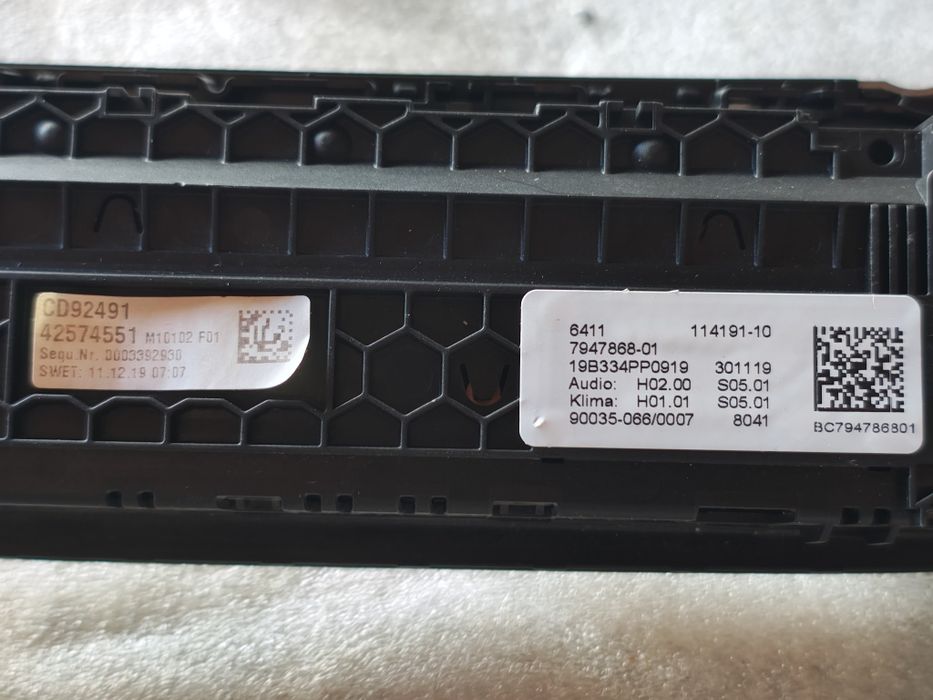 CD92491
42574551 M10102 F01
Sequ.Nr. 0003392930
SWET: 11.12.19 07:07
6411 114191-10
7947868-01
19B334PP0919 301119
Audio: H02.00 S05.01
Klima: H01.01 S05.01
90035-066/0007 8041
BC794786801